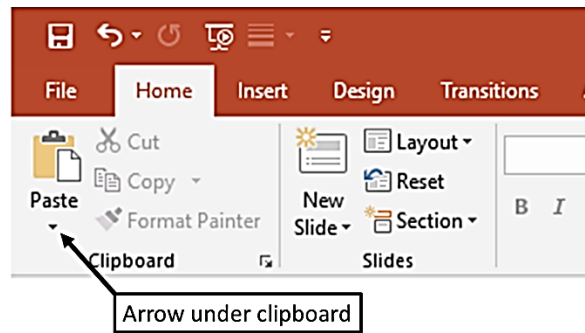 File Home Insert Design Transitions
Cut
Copy
Format Painter
Paste
Clipboard
New
Slide
Layout
Reset
Section
Slides
B I
Arrow under clipboard